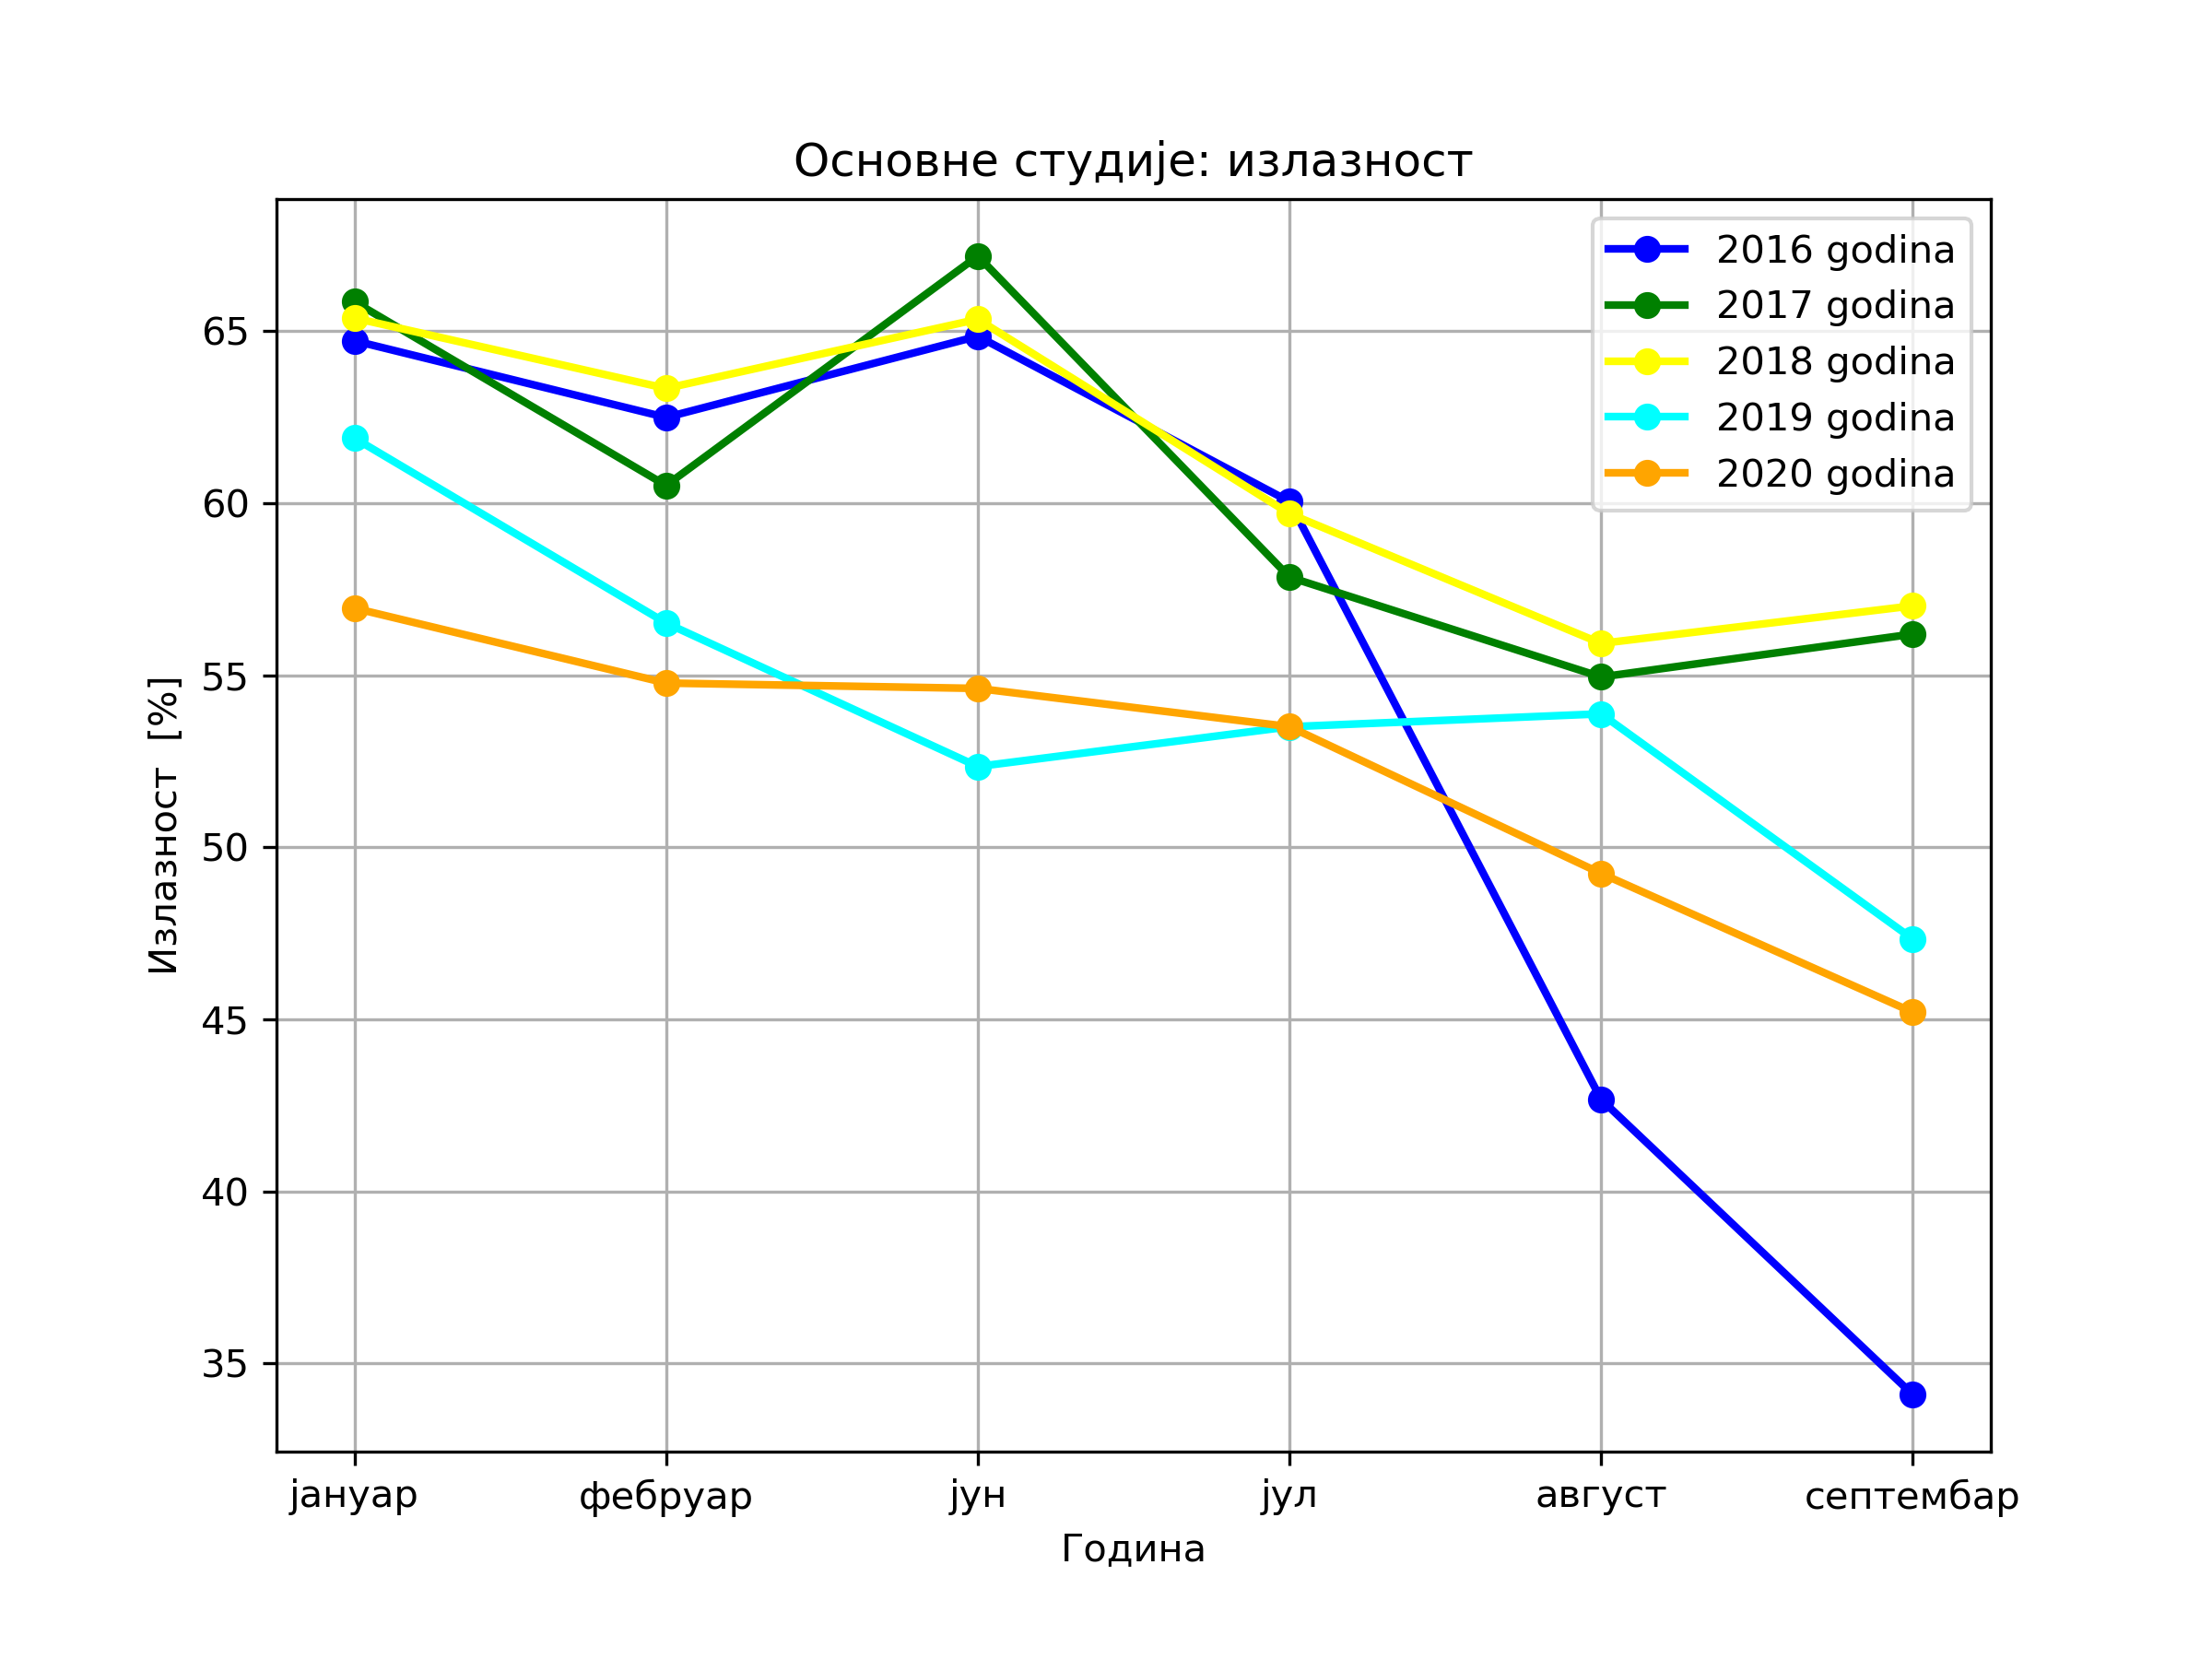 Основне студије: излазност
2016 godina
2017 godina
2018 godina
2019 godina
2020 godina
65
60
55
50
45
40
35
Излазност [%]
јануар фебруар јун јул август септембар
Година